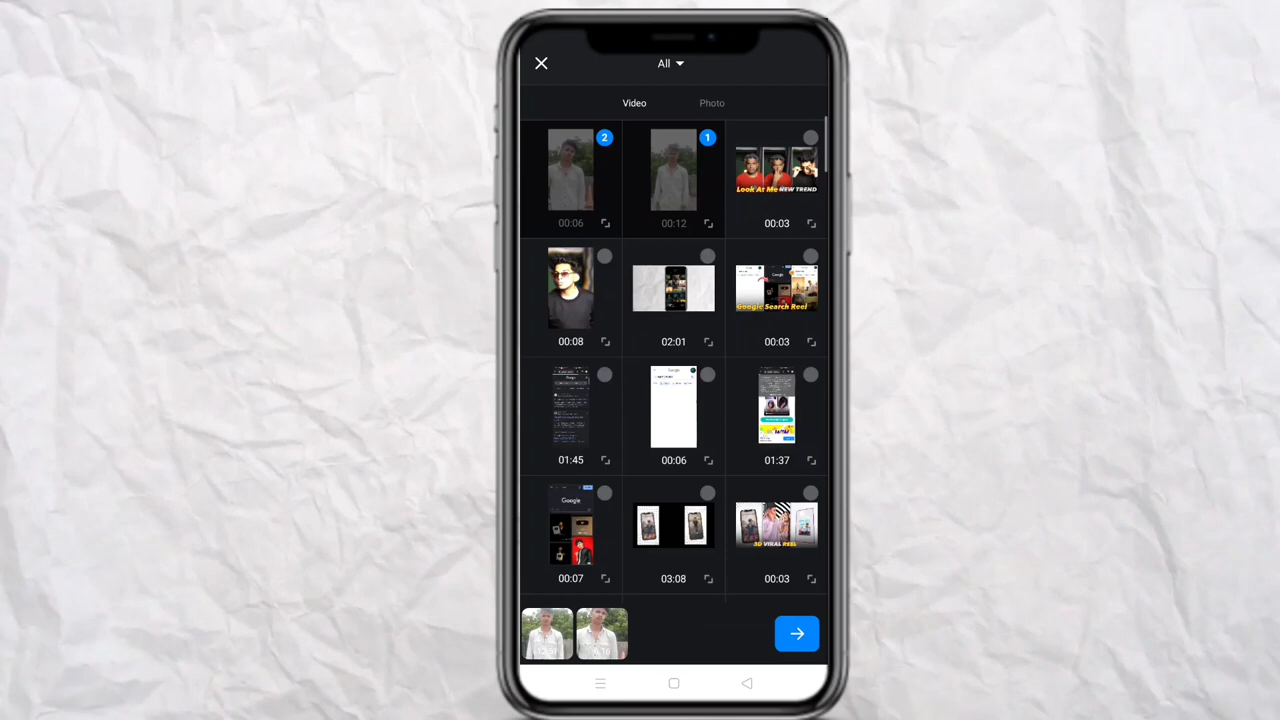 All
Video Photo
2 1
Look At Me NEW TREND
00:06 00:12 00:03
Google Search Reel
00:08 02:01 00:03
Google
01:45 00:06 01:37
Google
3D VIRAL REEL
00:07 03:08 00:03